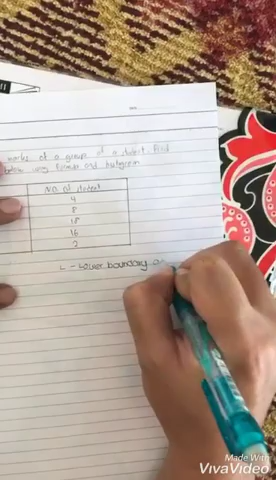 marks of a group of a student. Find
below using formula and histogram
NO. of student
4
8
18
16
2
L - Lower boundary o
Made With
VivaVideo